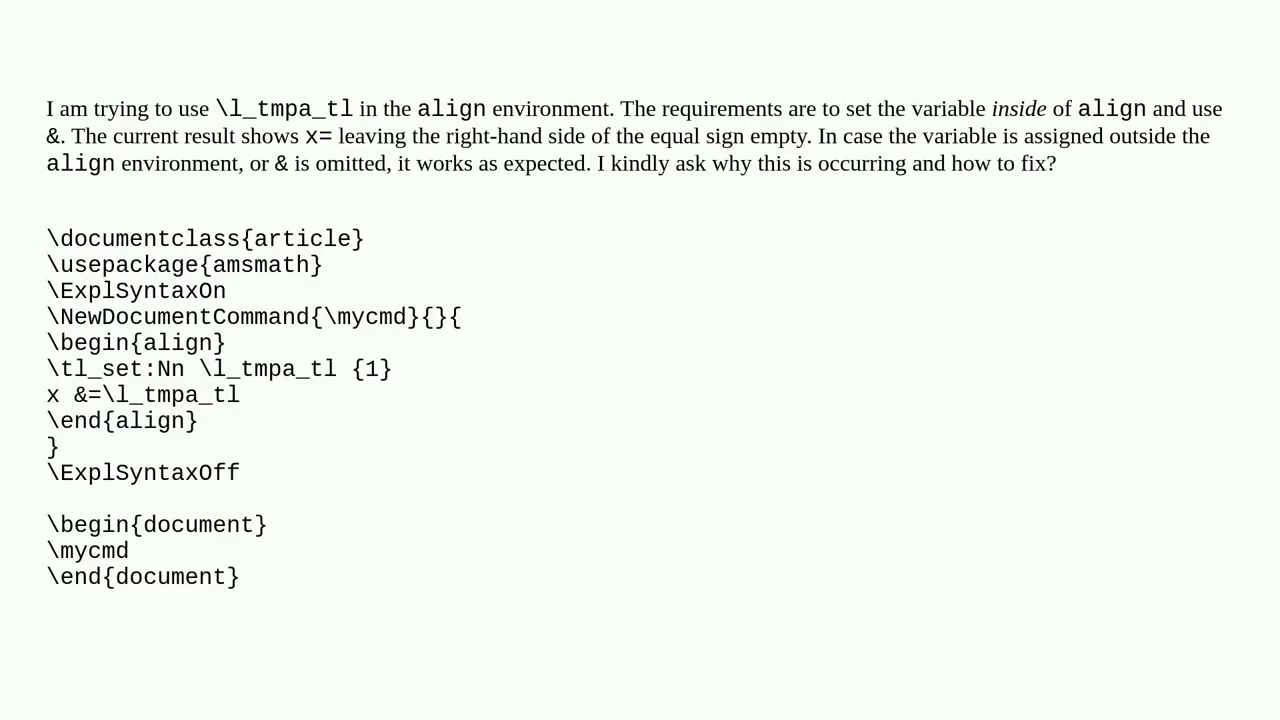 I am trying to use \l_tmpa_tl in the align environment. The requirements are to set the variable inside of align and use
&. The current result shows x= leaving the right-hand side of the equal sign empty. In case the variable is assigned outside the
align environment, or & is omitted, it works as expected. I kindly ask why this is occurring and how to fix?
\documentclass{article}
\usepackage{amsmath}
\ExplSyntaxOn
\NewDocumentCommand{\mycmd}{}{
\begin{align}
\tl_set:Nn \l_tmpa_tl {1}
x &=\l_tmpa_tl
\end{align}
}
\ExplSyntaxOff
\begin{document}
\mycmd
\end{document}